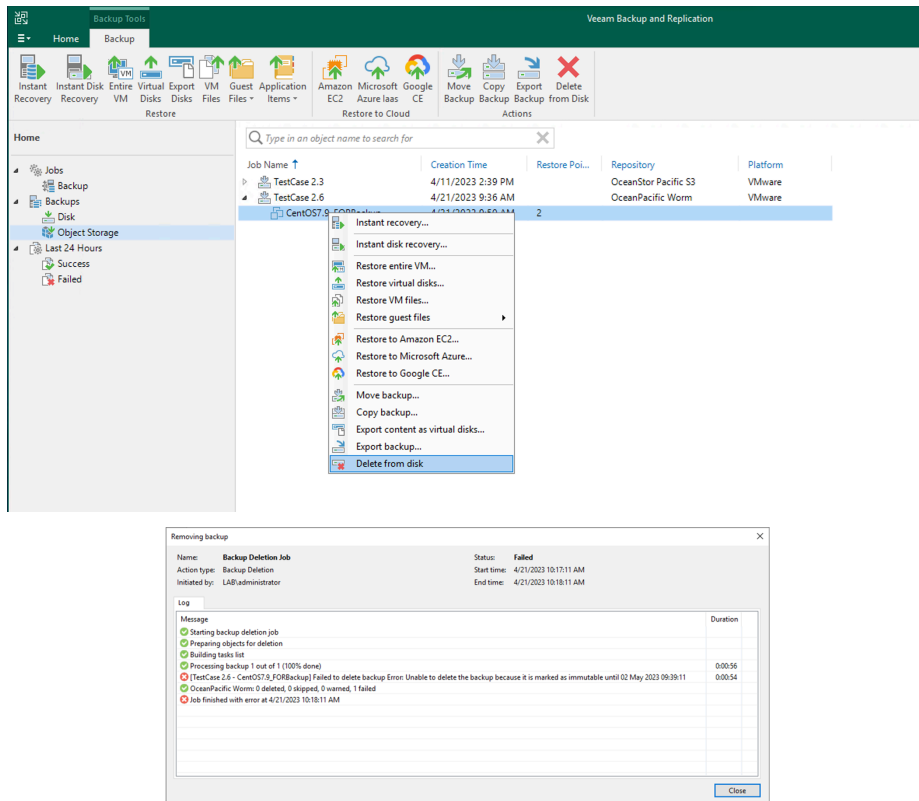 Backup Tools
Veeam Backup and Replication
Home Backup
Instant Recovery
Instant Disk Recovery
Entire VM
Virtual Disks
Export Disks
VM Files
Guest Files
Application Items
Restore
Amazon EC2
Microsoft Azure Iaas
Google CE
Restore to Cloud
Move Backup
Copy Backup
Export Backup
Delete from Disk
Actions
Home
Type in an object name to search for
Jobs
Backup
Backups
Disk
Object Storage
Last 24 Hours
Success
Failed
Job Name Creation Time Restore Poi... Repository Platform
TestCase 2.3 4/11/2023 2:39 PM OceanStor Pacific S3 VMware
TestCase 2.6 4/21/2023 9:36 AM OceanPacific Worm VMware
CentOS7.9_FORBackup 4/21/2023 9:50 AM 2
Instant recovery...
Instant disk recovery...
Restore entire VM...
Restore virtual disks...
Restore VM files...
Restore guest files
Restore to Amazon EC2...
Restore to Microsoft Azure...
Restore to Google CE...
Move backup...
Copy backup...
Export content as virtual disks...
Export backup...
Delete from disk
Removing backup
Name: Backup Deletion Job Status: Failed
Action type: Backup Deletion Start time: 4/21/2023 10:17:11 AM
Initiated by: LAB\administrator End time: 4/21/2023 10:18:11 AM
Log
Message Duration
Starting backup deletion job
Preparing objects for deletion
Building tasks list
Processing backup 1 out of 1 (100% done) 0:00:56
[TestCase 2.6 - CentOS7.9_FORBackup] Failed to delete backup Error: Unable to delete the backup because it is marked as immutable until 02 May 2023 09:39:11 0:00:54
OceanPacific Worm: 0 deleted, 0 skipped, 0 warned, 1 failed
Job finished with error at 4/21/2023 10:18:11 AM
Close